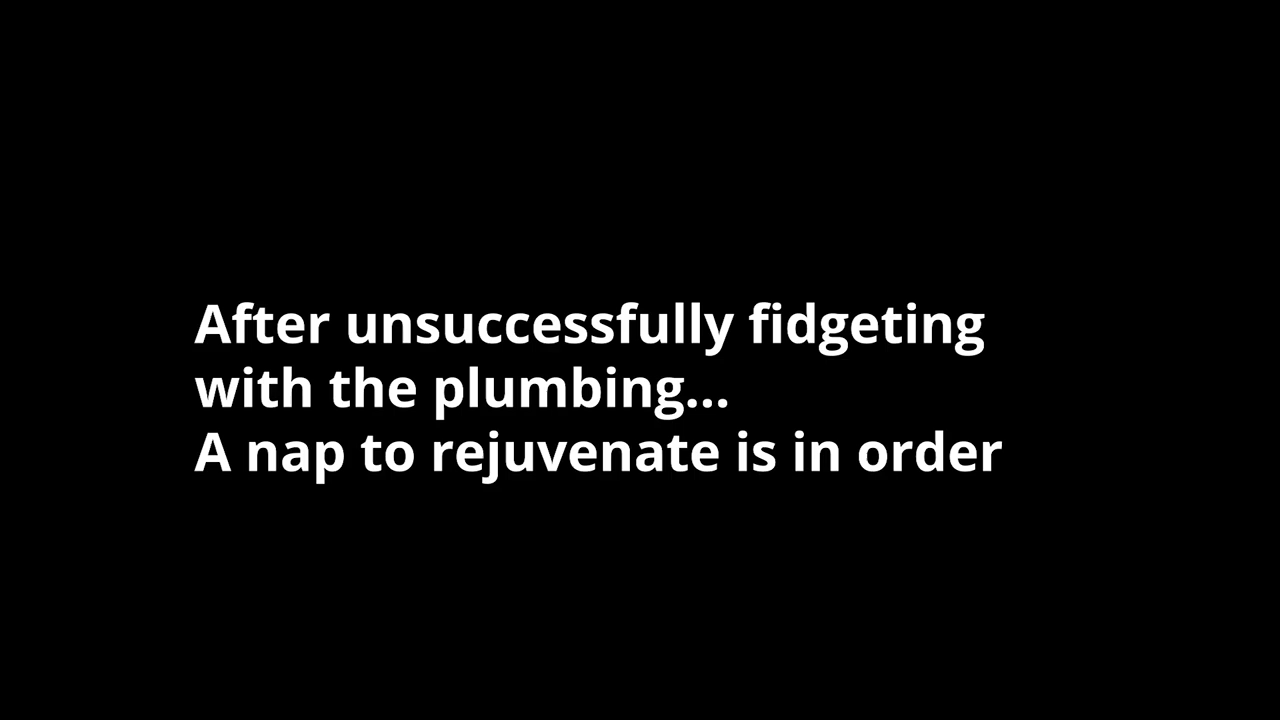 After unsuccessfully fidgeting
with the plumbing...
A nap to rejuvenate is in order